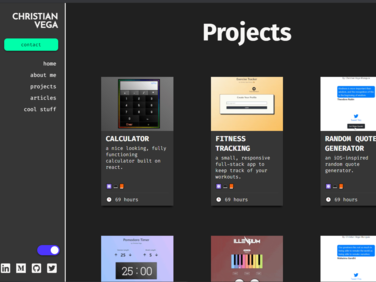 CHRISTIAN
VEGA
contact
home
about me
projects
articles
cool stuff
Projects
CALCULATOR
a nice looking, fully
functioning
calculator built on
react.
69 hours
FITNESS
TRACKING
a small, responsive
full-stack app to
keep track of your
workouts.
69 hours
RANDOM QUOTE
GENERATOR
an iOS-inspired
random quote
generator.
69 hours
25:00